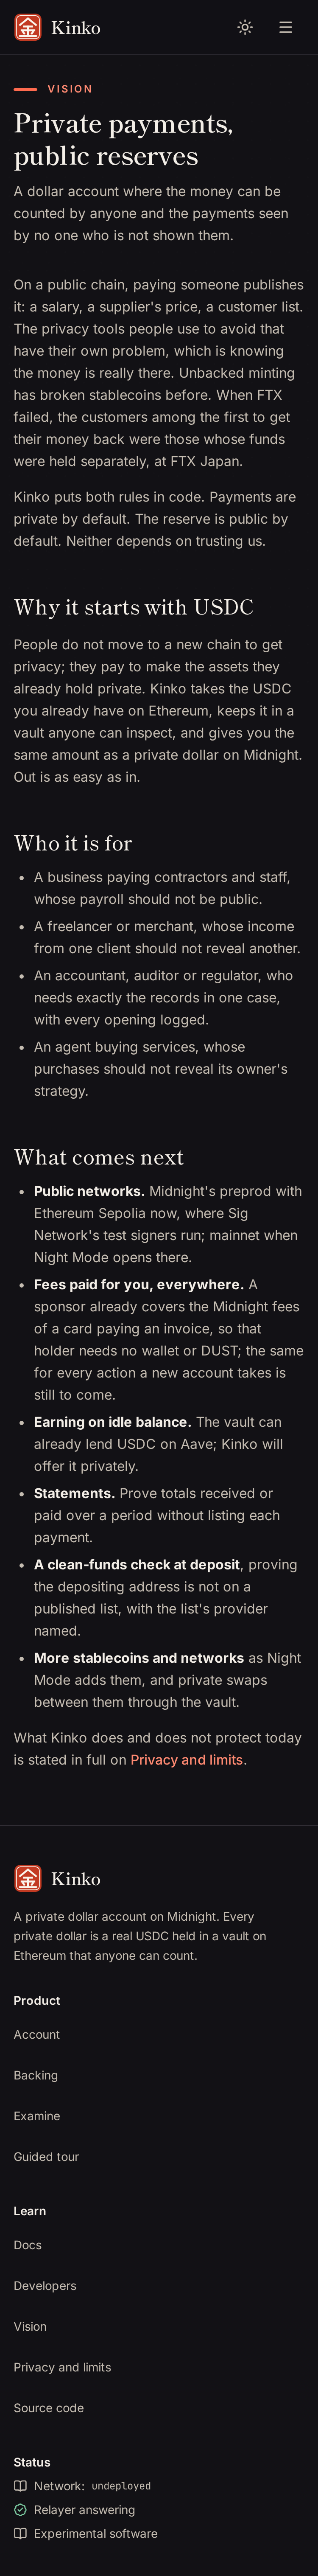 金 Kinko
VISION
Private payments,
public reserves
A dollar account where the money can be
counted by anyone and the payments seen
by no one who is not shown them.
On a public chain, paying someone publishes
it: a salary, a supplier's price, a customer list.
The privacy tools people use to avoid that
have their own problem, which is knowing
the money is really there. Unbacked minting
has broken stablecoins before. When FTX
failed, the customers among the first to get
their money back were those whose funds
were held separately, at FTX Japan.
Kinko puts both rules in code. Payments are
private by default. The reserve is public by
default. Neither depends on trusting us.
Why it starts with USDC
People do not move to a new chain to get
privacy; they pay to make the assets they
already hold private. Kinko takes the USDC
you already have on Ethereum, keeps it in a
vault anyone can inspect, and gives you the
same amount as a private dollar on Midnight.
Out is as easy as in.
Who it is for
• A business paying contractors and staff,
whose payroll should not be public.
• A freelancer or merchant, whose income
from one client should not reveal another.
• An accountant, auditor or regulator, who
needs exactly the records in one case,
with every opening logged.
• An agent buying services, whose
purchases should not reveal its owner's
strategy.
What comes next
• Public networks. Midnight's preprod with
Ethereum Sepolia now, where Sig
Network's test signers run; mainnet when
Night Mode opens there.
• Fees paid for you, everywhere. A
sponsor already covers the Midnight fees
of a card paying an invoice, so that
holder needs no wallet or DUST; the same
for every action a new account takes is
still to come.
• Earning on idle balance. The vault can
already lend USDC on Aave; Kinko will
offer it privately.
• Statements. Prove totals received or
paid over a period without listing each
payment.
• A clean-funds check at deposit, proving
the depositing address is not on a
published list, with the list's provider
named.
• More stablecoins and networks as Night
Mode adds them, and private swaps
between them through the vault.
What Kinko does and does not protect today
is stated in full on Privacy and limits.
金 Kinko
A private dollar account on Midnight. Every
private dollar is a real USDC held in a vault on
Ethereum that anyone can count.
Product
Account
Backing
Examine
Guided tour
Learn
Docs
Developers
Vision
Privacy and limits
Source code
Status
Network: undeployed
Relayer answering
Experimental software